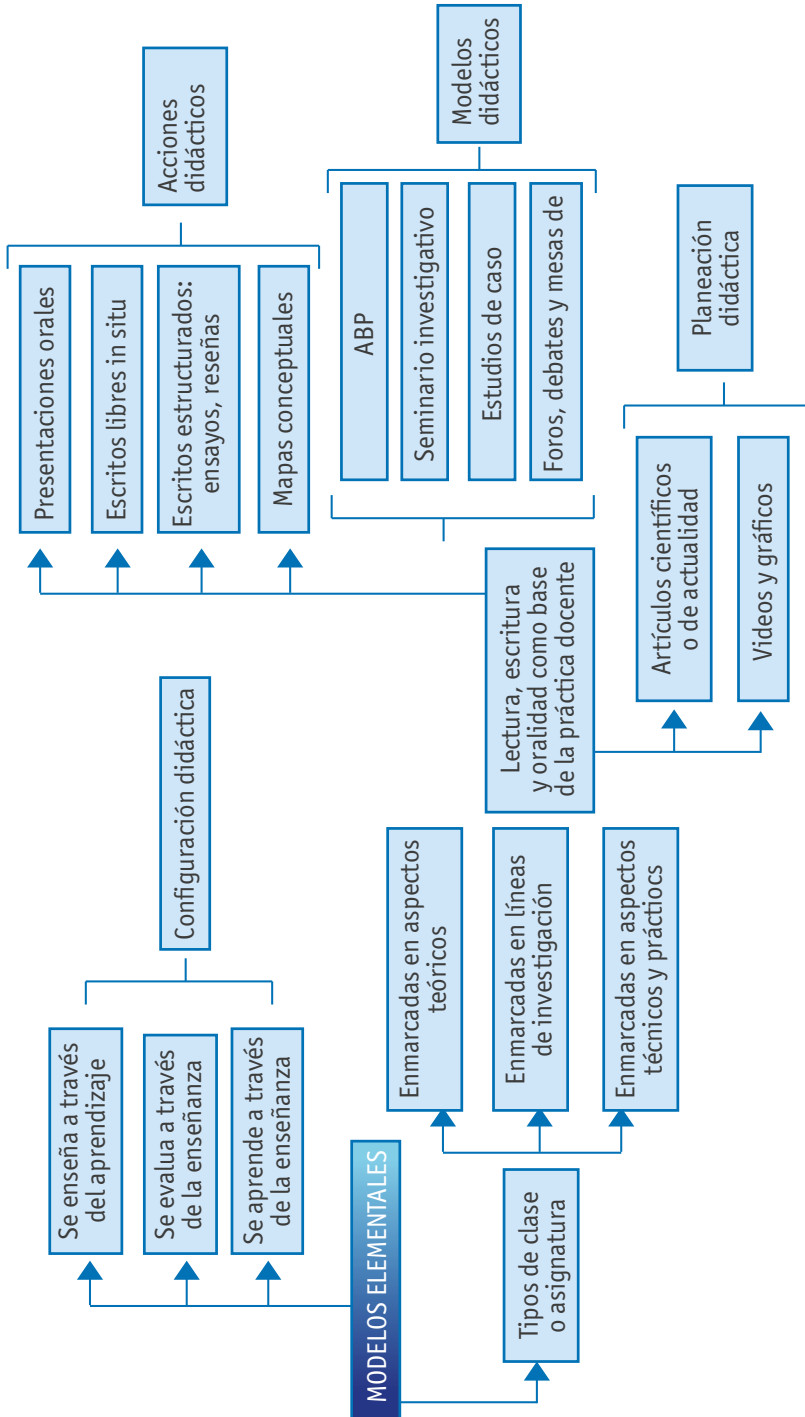 MODELOS ELEMENTALES
Se enseña a través
del aprendizaje
Se evalua a través
de la enseñanza
Se aprende a través
de la enseñanza
Configuración didáctica
Tipos de clase
o asignatura
Enmarcadas en aspectos
teóricos
Enmarcadas en líneas
de investigación
Enmarcadas en aspectos
técnicos y práctiocs
Lectura, escritura
y oralidad como base
de la práctica docente
Presentaciones orales
Escritos libres in situ
Escritos estructurados:
ensayos, reseñas
Mapas conceptuales
Acciones
didácticos
ABP
Seminario investigativo
Estudios de caso
Foros, debates y mesas de
Modelos
didácticos
Artículos científicos
o de actualidad
Videos y gráficos
Planeación
didáctica